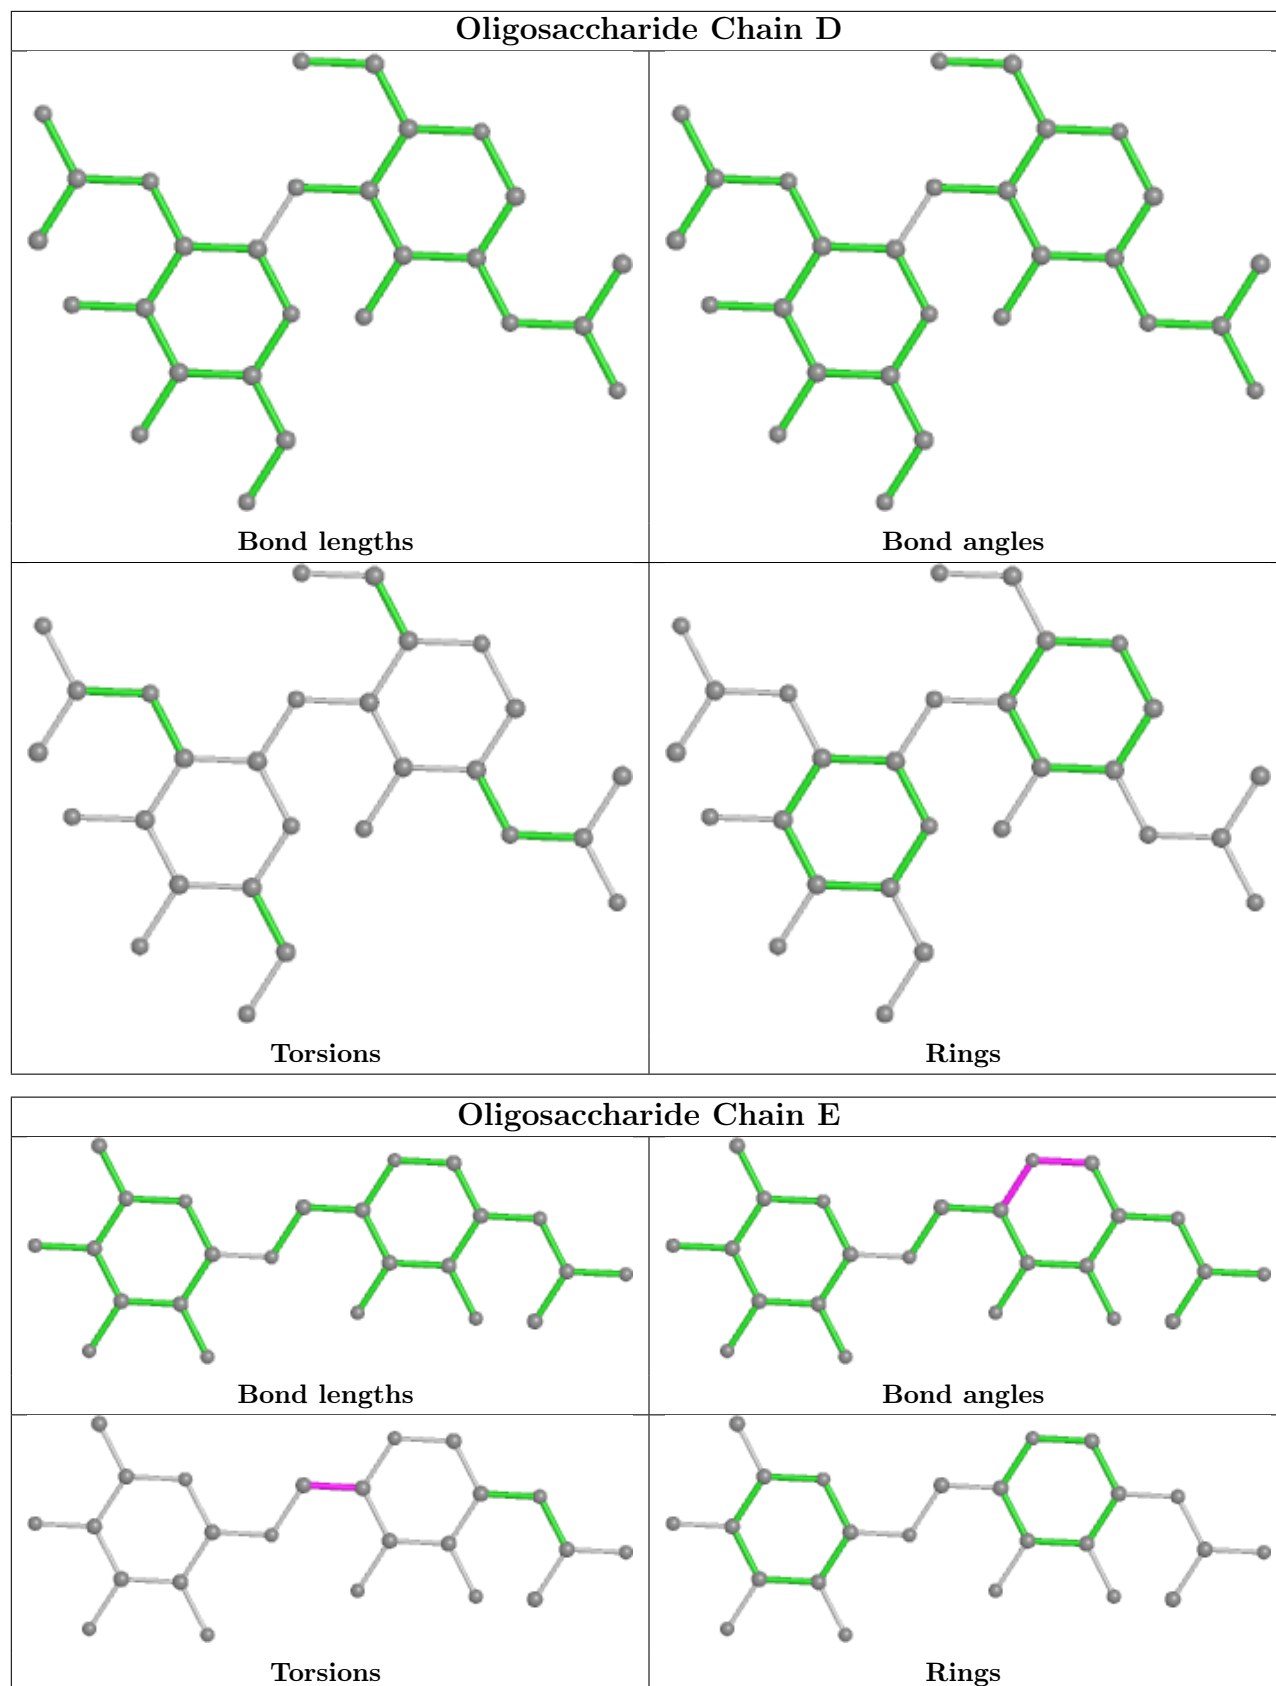 Oligosaccharide Chain D
Bond lengths
Bond angles
Torsions
Rings
Oligosaccharide Chain E
Bond lengths
Bond angles
Torsions
Rings